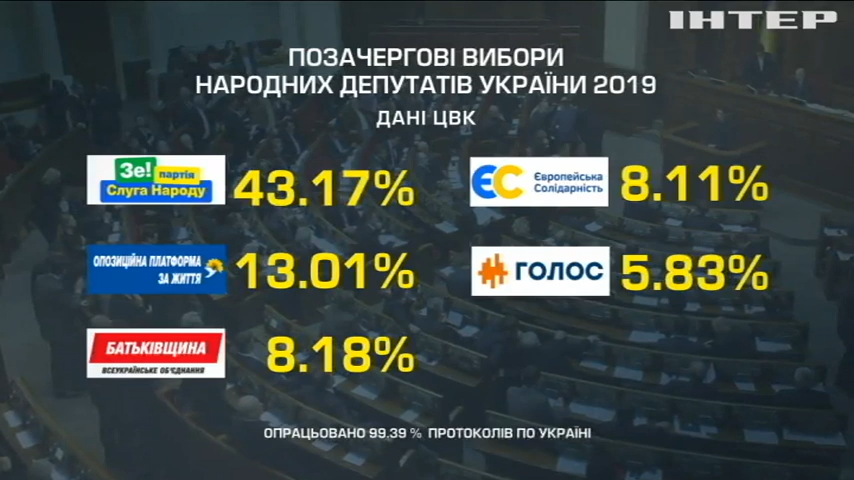 ІНТЕР
ПОЗАЧЕРГОВІ ВИБОРИ
НАРОДНИХ ДЕПУТАТІВ УКРАЇНИ 2019
ДАНІ ЦВК
Зе! партія
Слуга Народу
43.17%
ОПОЗИЦІЙНА ПЛАТФОРМА
ЗА ЖИТТЯ
13.01%
БАТЬКІВЩИНА
ВСЕУКРАЇНСЬКЕ ОБ'ЄДНАННЯ
8.18%
ЄС Європейська
Солідарність
8.11%
ГОЛОС
5.83%
ОПРАЦЬОВАНО 99.39 % ПРОТОКОЛІВ ПО УКРАЇНІ